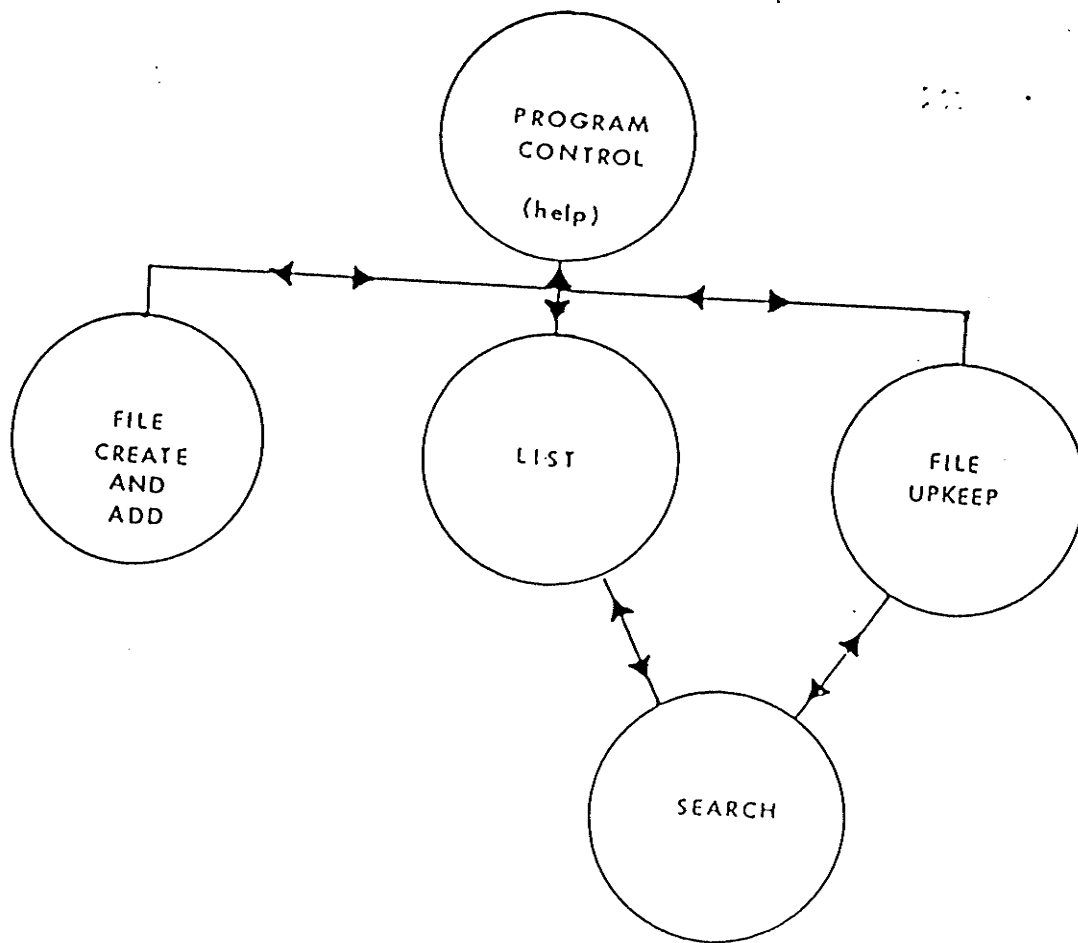 PROGRAM
CONTROL
(help)
FILE
CREATE
AND
ADD
LIST
FILE
UPKEEP
SEARCH